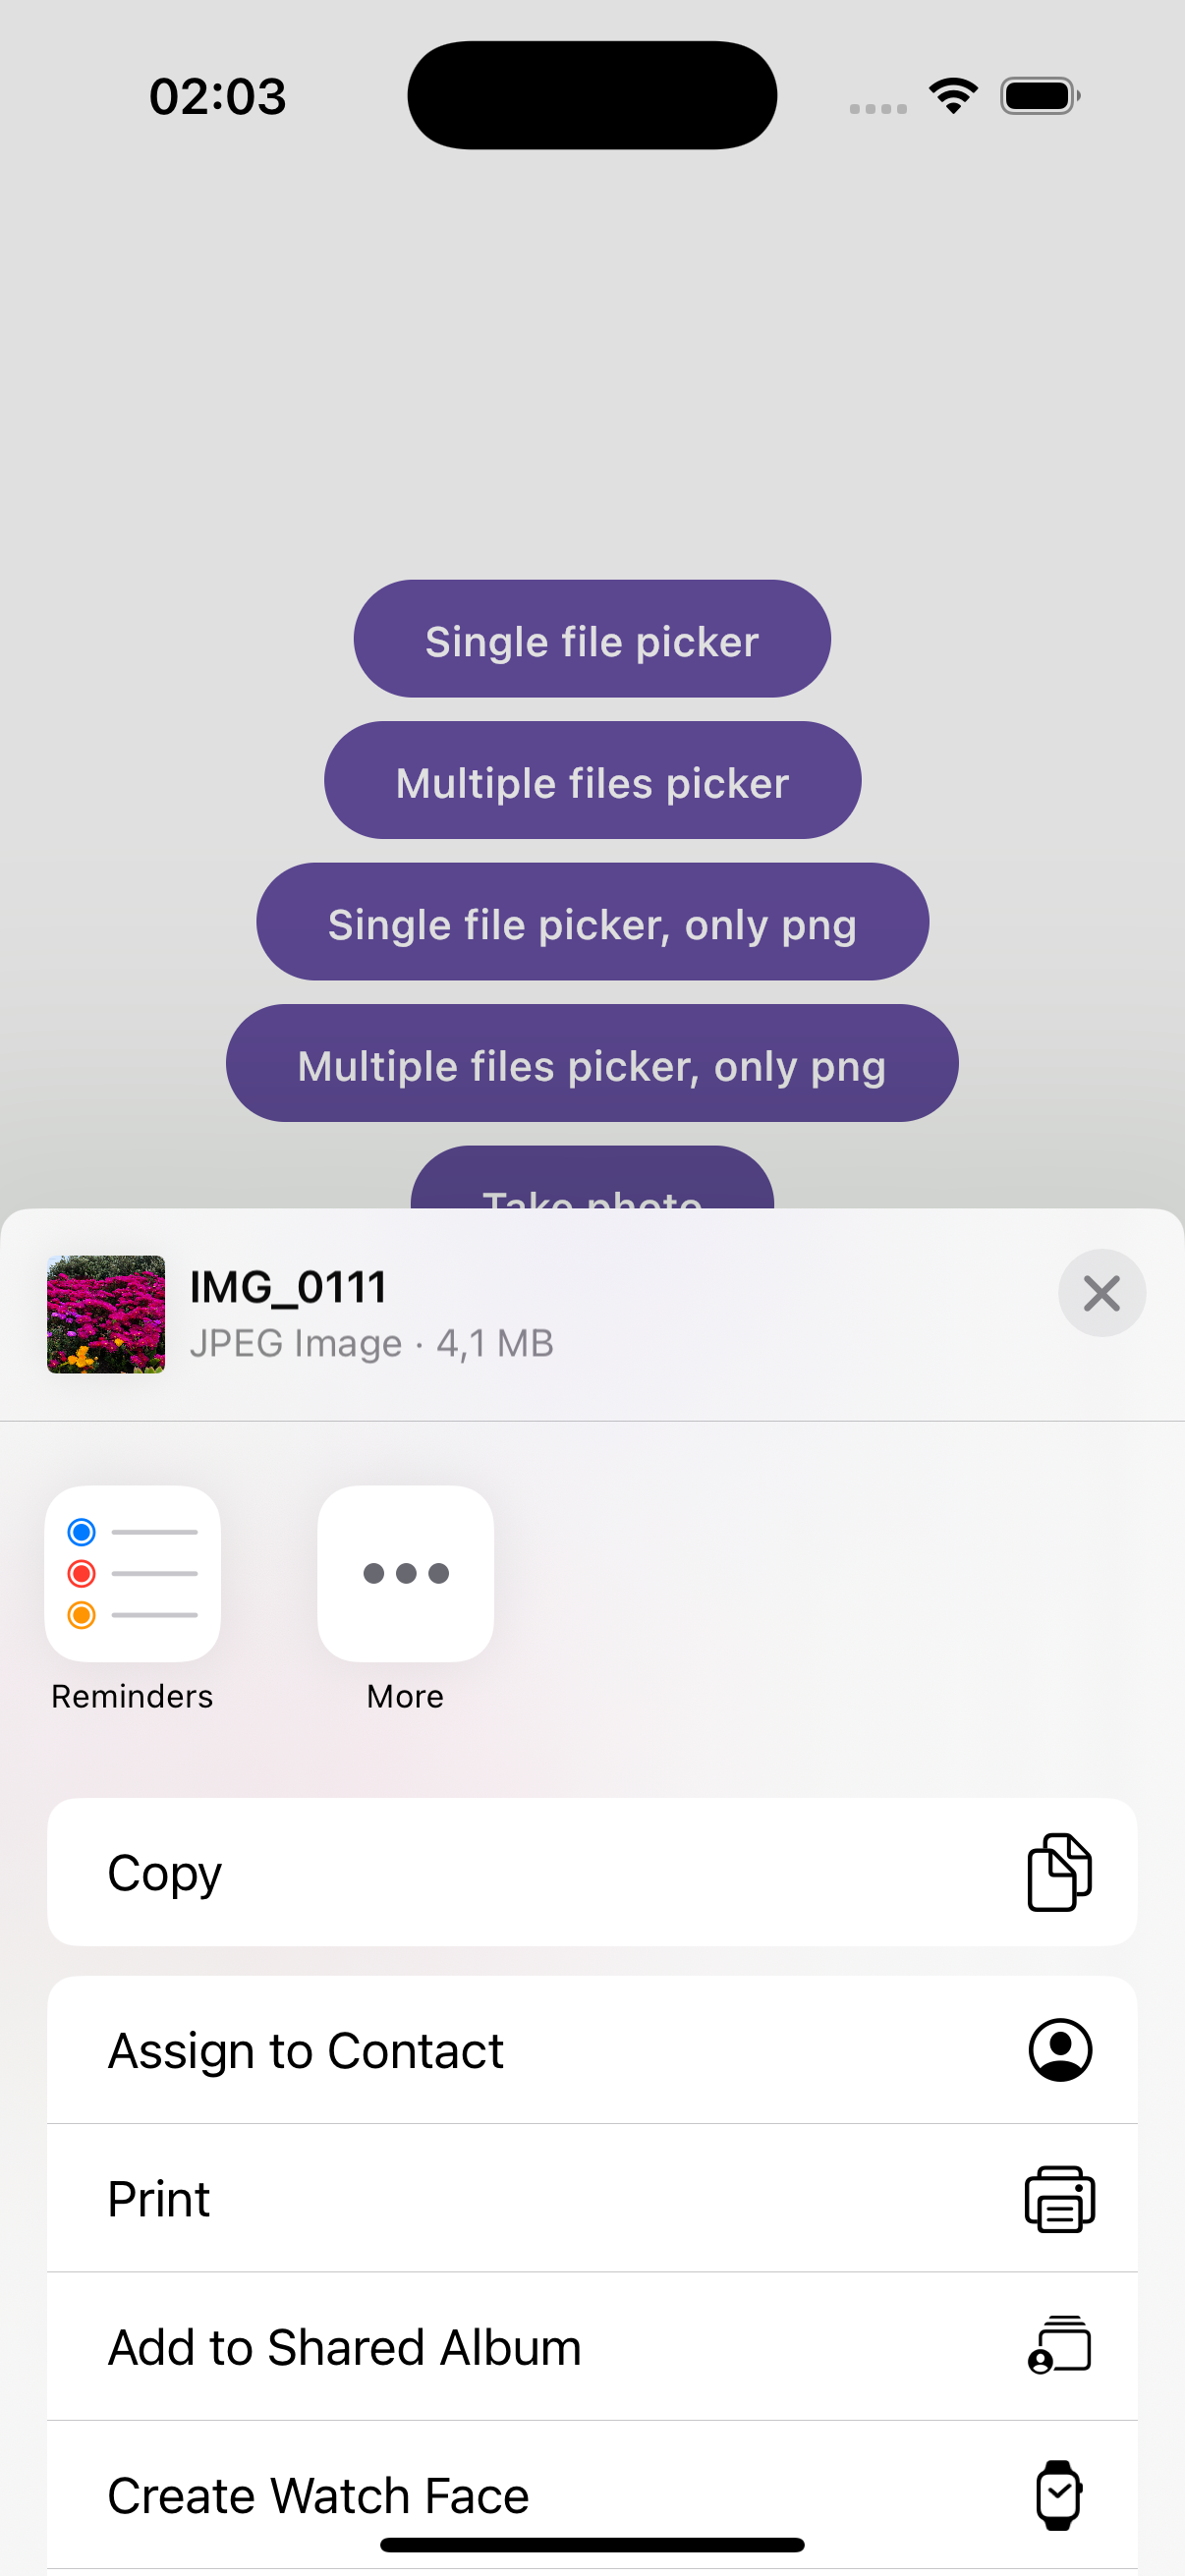 02:03
Single file picker
Multiple files picker
Single file picker, only png
Multiple files picker, only png
Take photo
IMG_0111
JPEG Image · 4,1 MB
Reminders
More
Copy
Assign to Contact
Print
Add to Shared Album
Create Watch Face